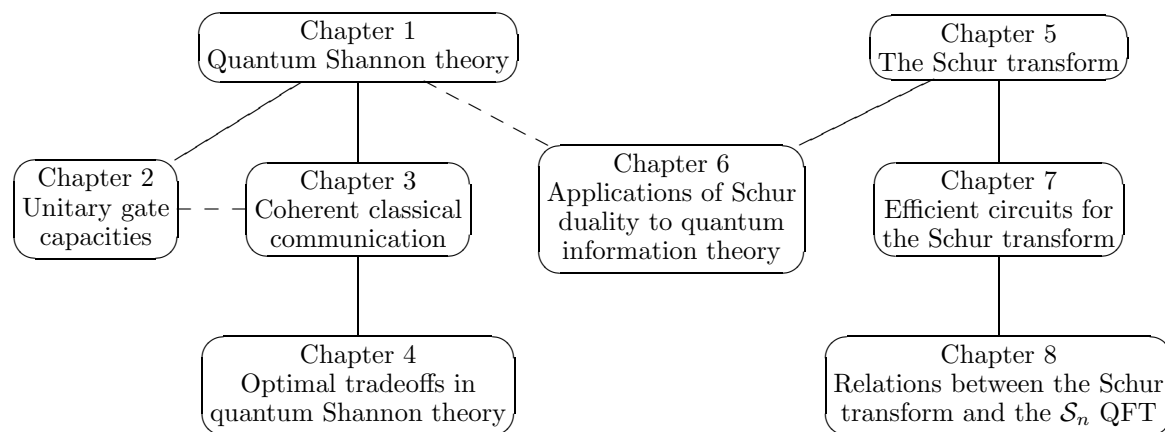 Chapter 1
Quantum Shannon theory
Chapter 5
The Schur transform
Chapter 2
Unitary gate
capacities
Chapter 3
Coherent classical
communication
Chapter 6
Applications of Schur
duality to quantum
information theory
Chapter 7
Efficient circuits for
the Schur transform
Chapter 4
Optimal tradeoffs in
quantum Shannon theory
Chapter 8
Relations between the Schur
transform and the 𝒮ₙ QFT